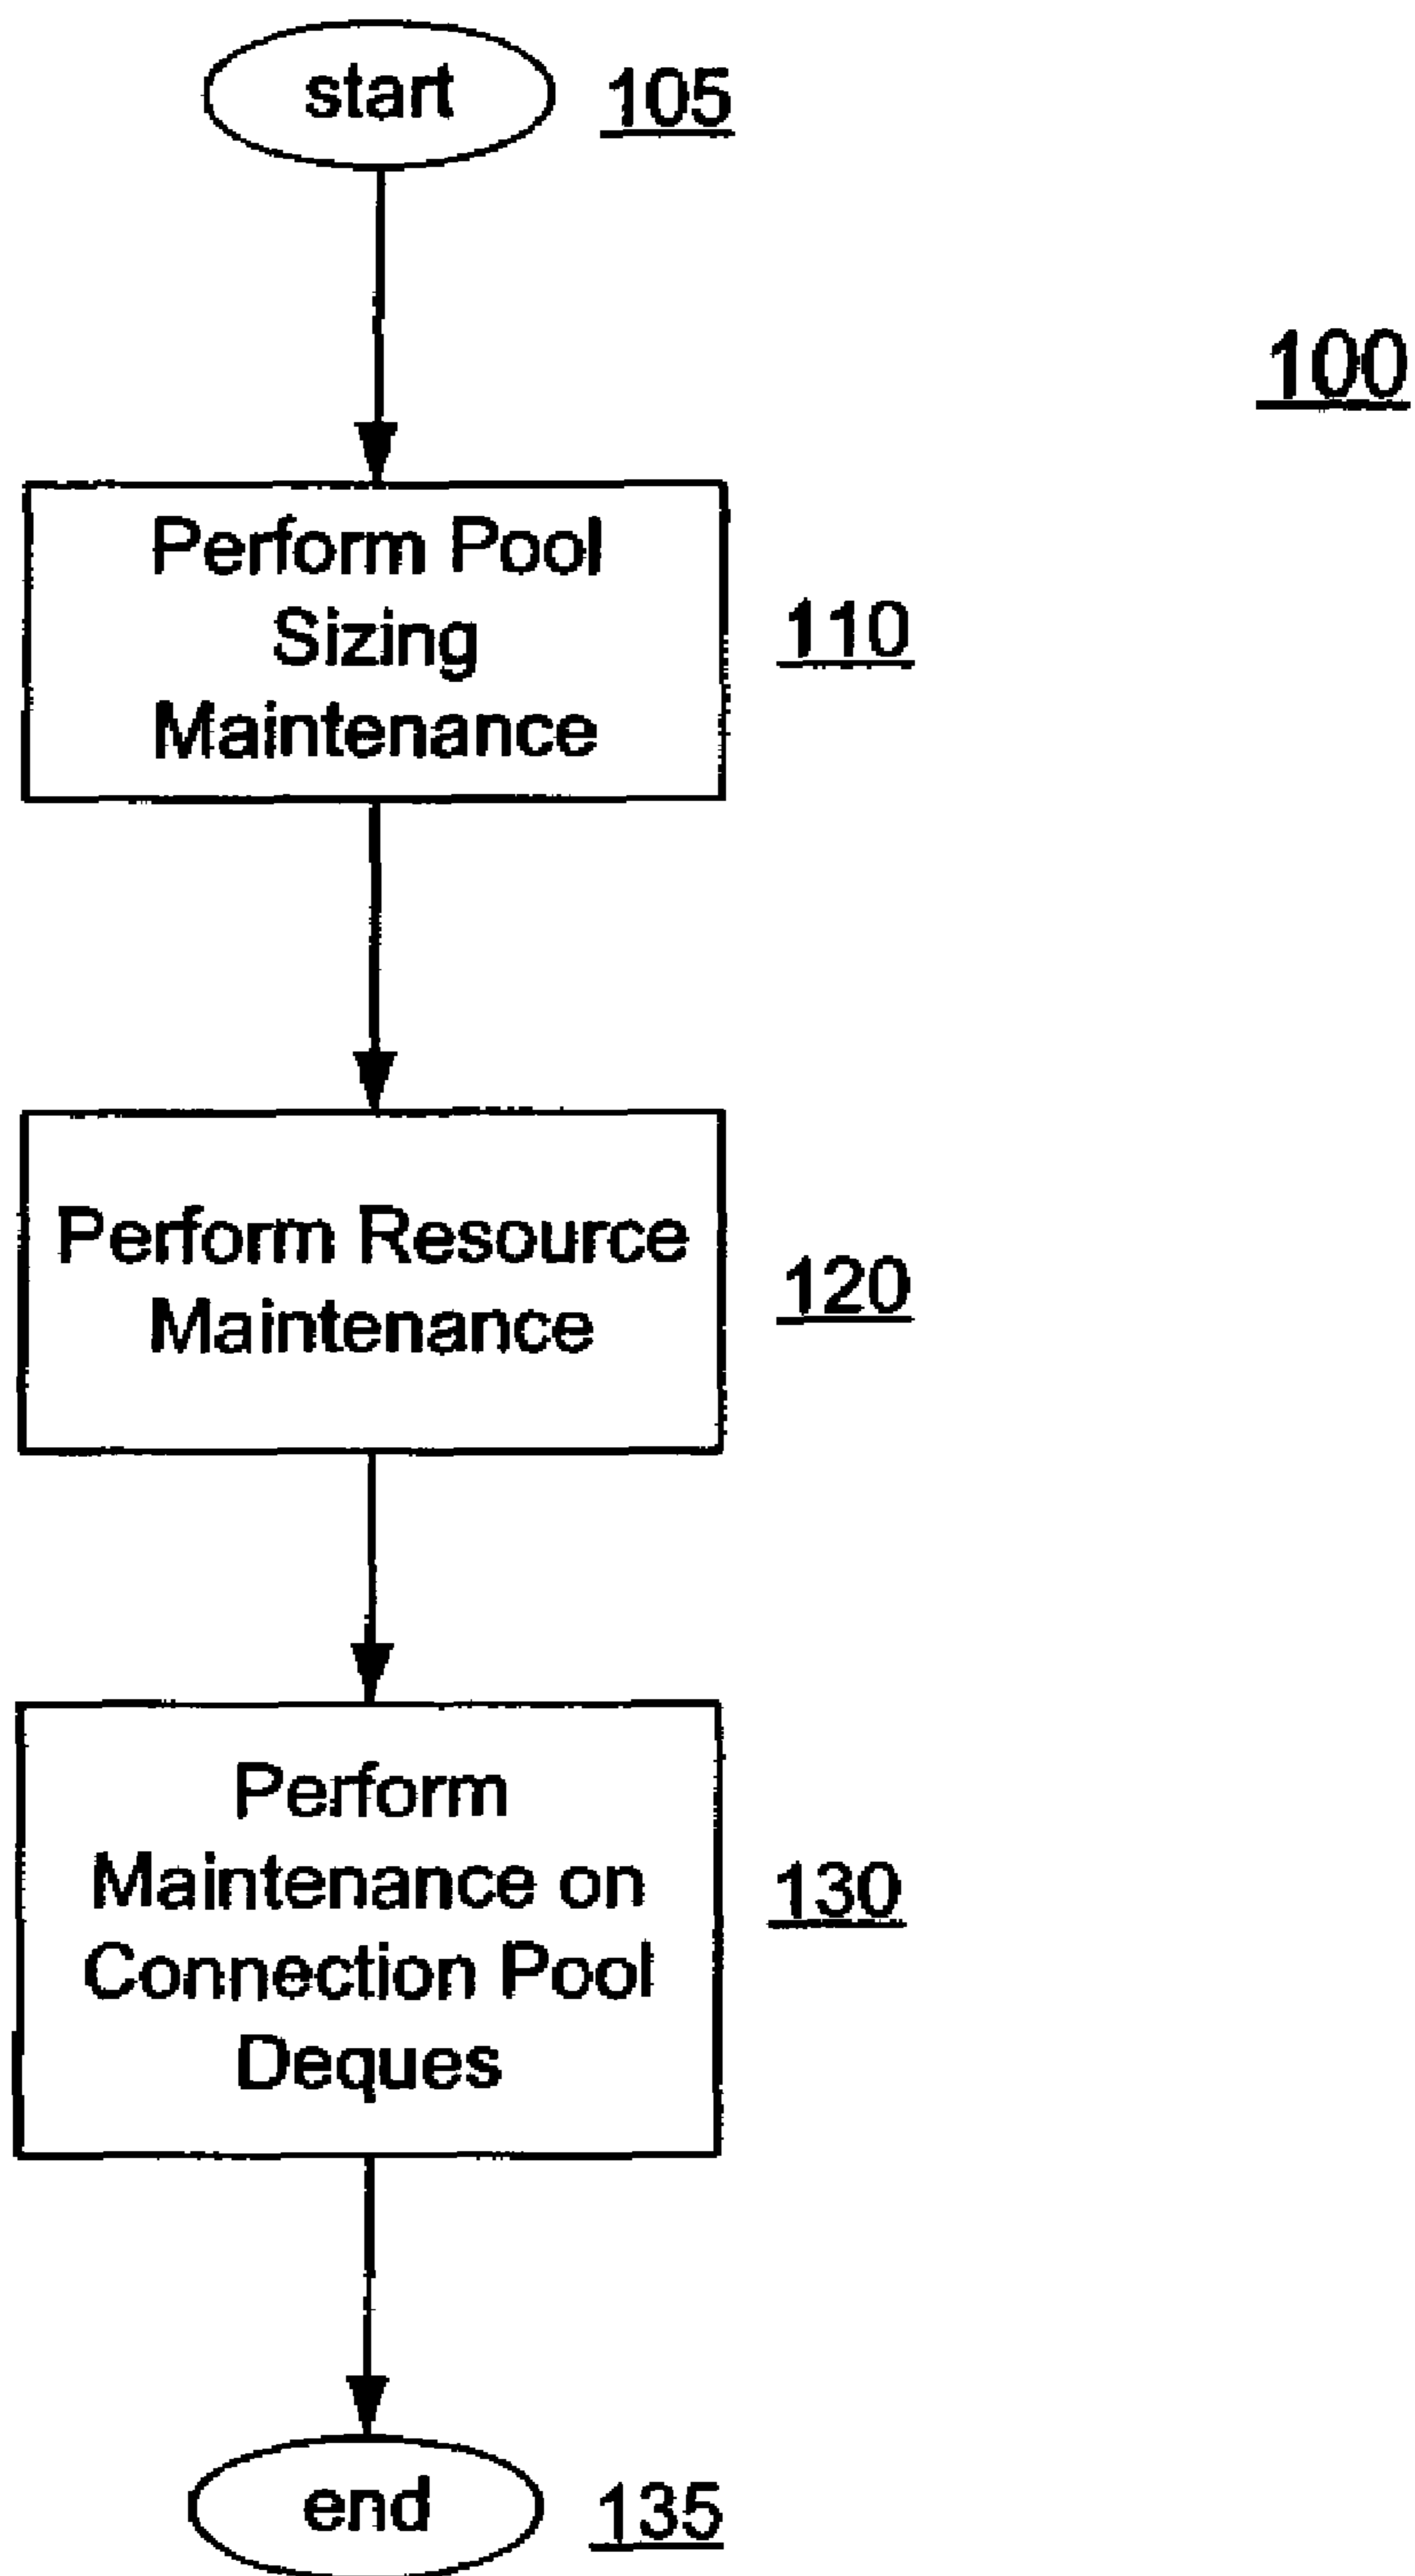 start
105
100
Perform Pool
Sizing
Maintenance
110
Perform Resource
Maintenance
120
Perform
Maintenance on
Connection Pool
Deques
130
end
135